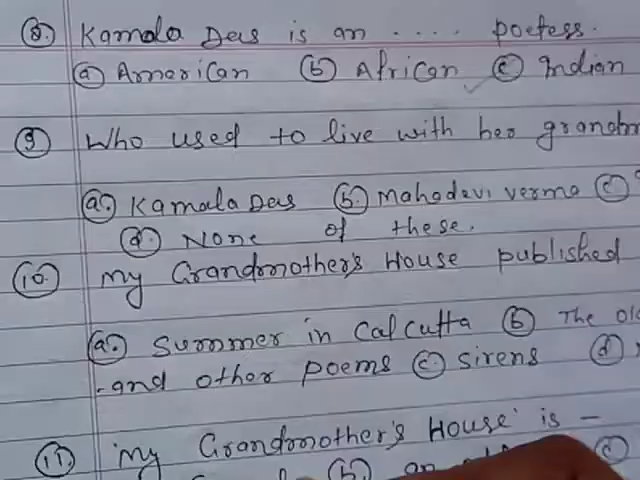 8. Kamala Das is an .... poetess.
(a) American (b) African (c) Indian
9 Who used to live with her
(a). Kamala Das (b). Mahadevi verma (c)
(d). None of these.
10. My Grandmother's House published
(a). Summer in Calcutta (b) The
-and other poems (c) Sirens (d)
11. 'My Grandmother's House' is -
(b) an (c)